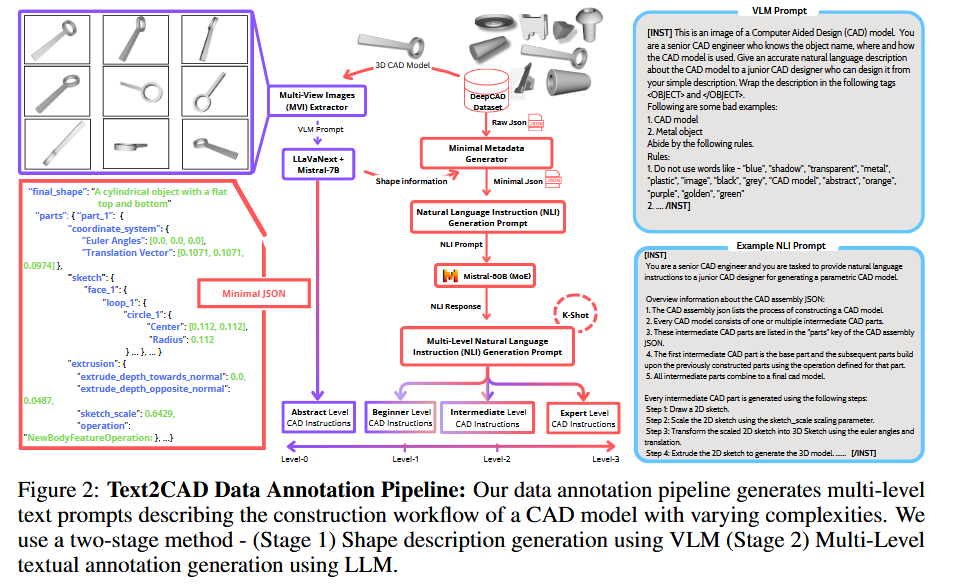 3D CAD Model
DeepCAD
Dataset
Multi-View Images
(MVI) Extractor
VLM Prompt
LLaVaNext +
Mistral-7B
Shape information
Raw Json
JSON
Minimal Metadata
Generator
Minimal Json
JSON
Natural Language Instruction (NLI)
Generation Prompt
NLI Prompt
Mistral-60B (MoE)
NLI Response
K-Shot
Multi-Level Natural Language
Instruction (NLI) Generation Prompt
Abstract Level
CAD Instructions
Beginner Level
CAD Instructions
Intermediate Level
CAD Instructions
Expert Level
CAD Instructions
Level-0
Level-1
Level-2
Level-3
"final_shape": "A cylindrical object with a flat
top and bottom"
"parts": { "part_1": {
"coordinate_system": {
"Euler Angles": [0.0, 0.0, 0.0],
"Translation Vector": [0.1071, 0.1071,
0.0974] },
"sketch": {
"face_1": {
"loop_1": {
"circle_1": {
"Center": [0.112, 0.112],
"Radius": 0.112
} ... }, ... }
"extrusion": {
"extrude_depth_towards_normal": 0.0,
"extrude_depth_opposite_normal":
0.0487,
"sketch_scale": 0.6429,
"operation":
"NewBodyFeatureOperation: }, ...}
Minimal JSON
VLM Prompt
[INST] This is an image of a Computer Aided Design (CAD) model. You
are a senior CAD engineer who knows the object name, where and how
the CAD model is used. Give an accurate natural language description
about the CAD model to a junior CAD designer who can design it from
your simple description. Wrap the description in the following tags
<OBJECT> and </OBJECT>.
Following are some bad examples:
1. CAD model
2. Metal object
Abide by the following rules.
Rules:
1. Do not use words like - "blue", "shadow", "transparent", "metal",
"plastic", "image", "black", "grey", "CAD model", "abstract", "orange",
"purple", "golden", "green"
2. .... /INST]
Example NLI Prompt
[INST]
You are a senior CAD engineer and you are tasked to provide natural language
instructions to a junior CAD designer for generating a parametric CAD model.
Overview information about the CAD assembly JSON:
1. The CAD assembly json lists the process of constructing a CAD model.
2. Every CAD model consists of one or multiple intermediate CAD parts.
3. These intermediate CAD parts are listed in the "parts" key of the CAD assembly
JSON.
4. The first intermediate CAD part is the base part and the subsequent parts build
upon the previously constructed parts using the operation defined for that part.
5. All intermediate parts combine to a final cad model.
Every intermediate CAD part is generated using the following steps:
Step 1: Draw a 2D sketch.
Step 2: Scale the 2D sketch using the sketch_scale scaling parameter.
Step 3: Transform the scaled 2D sketch into 3D Sketch using the euler angles and
translation.
Step 4: Extrude the 2D sketch to generate the 3D model. ...... [/INST]
Figure 2: Text2CAD Data Annotation Pipeline: Our data annotation pipeline generates multi-level
text prompts describing the construction workflow of a CAD model with varying complexities. We
use a two-stage method - (Stage 1) Shape description generation using VLM (Stage 2) Multi-Level
textual annotation generation using LLM.